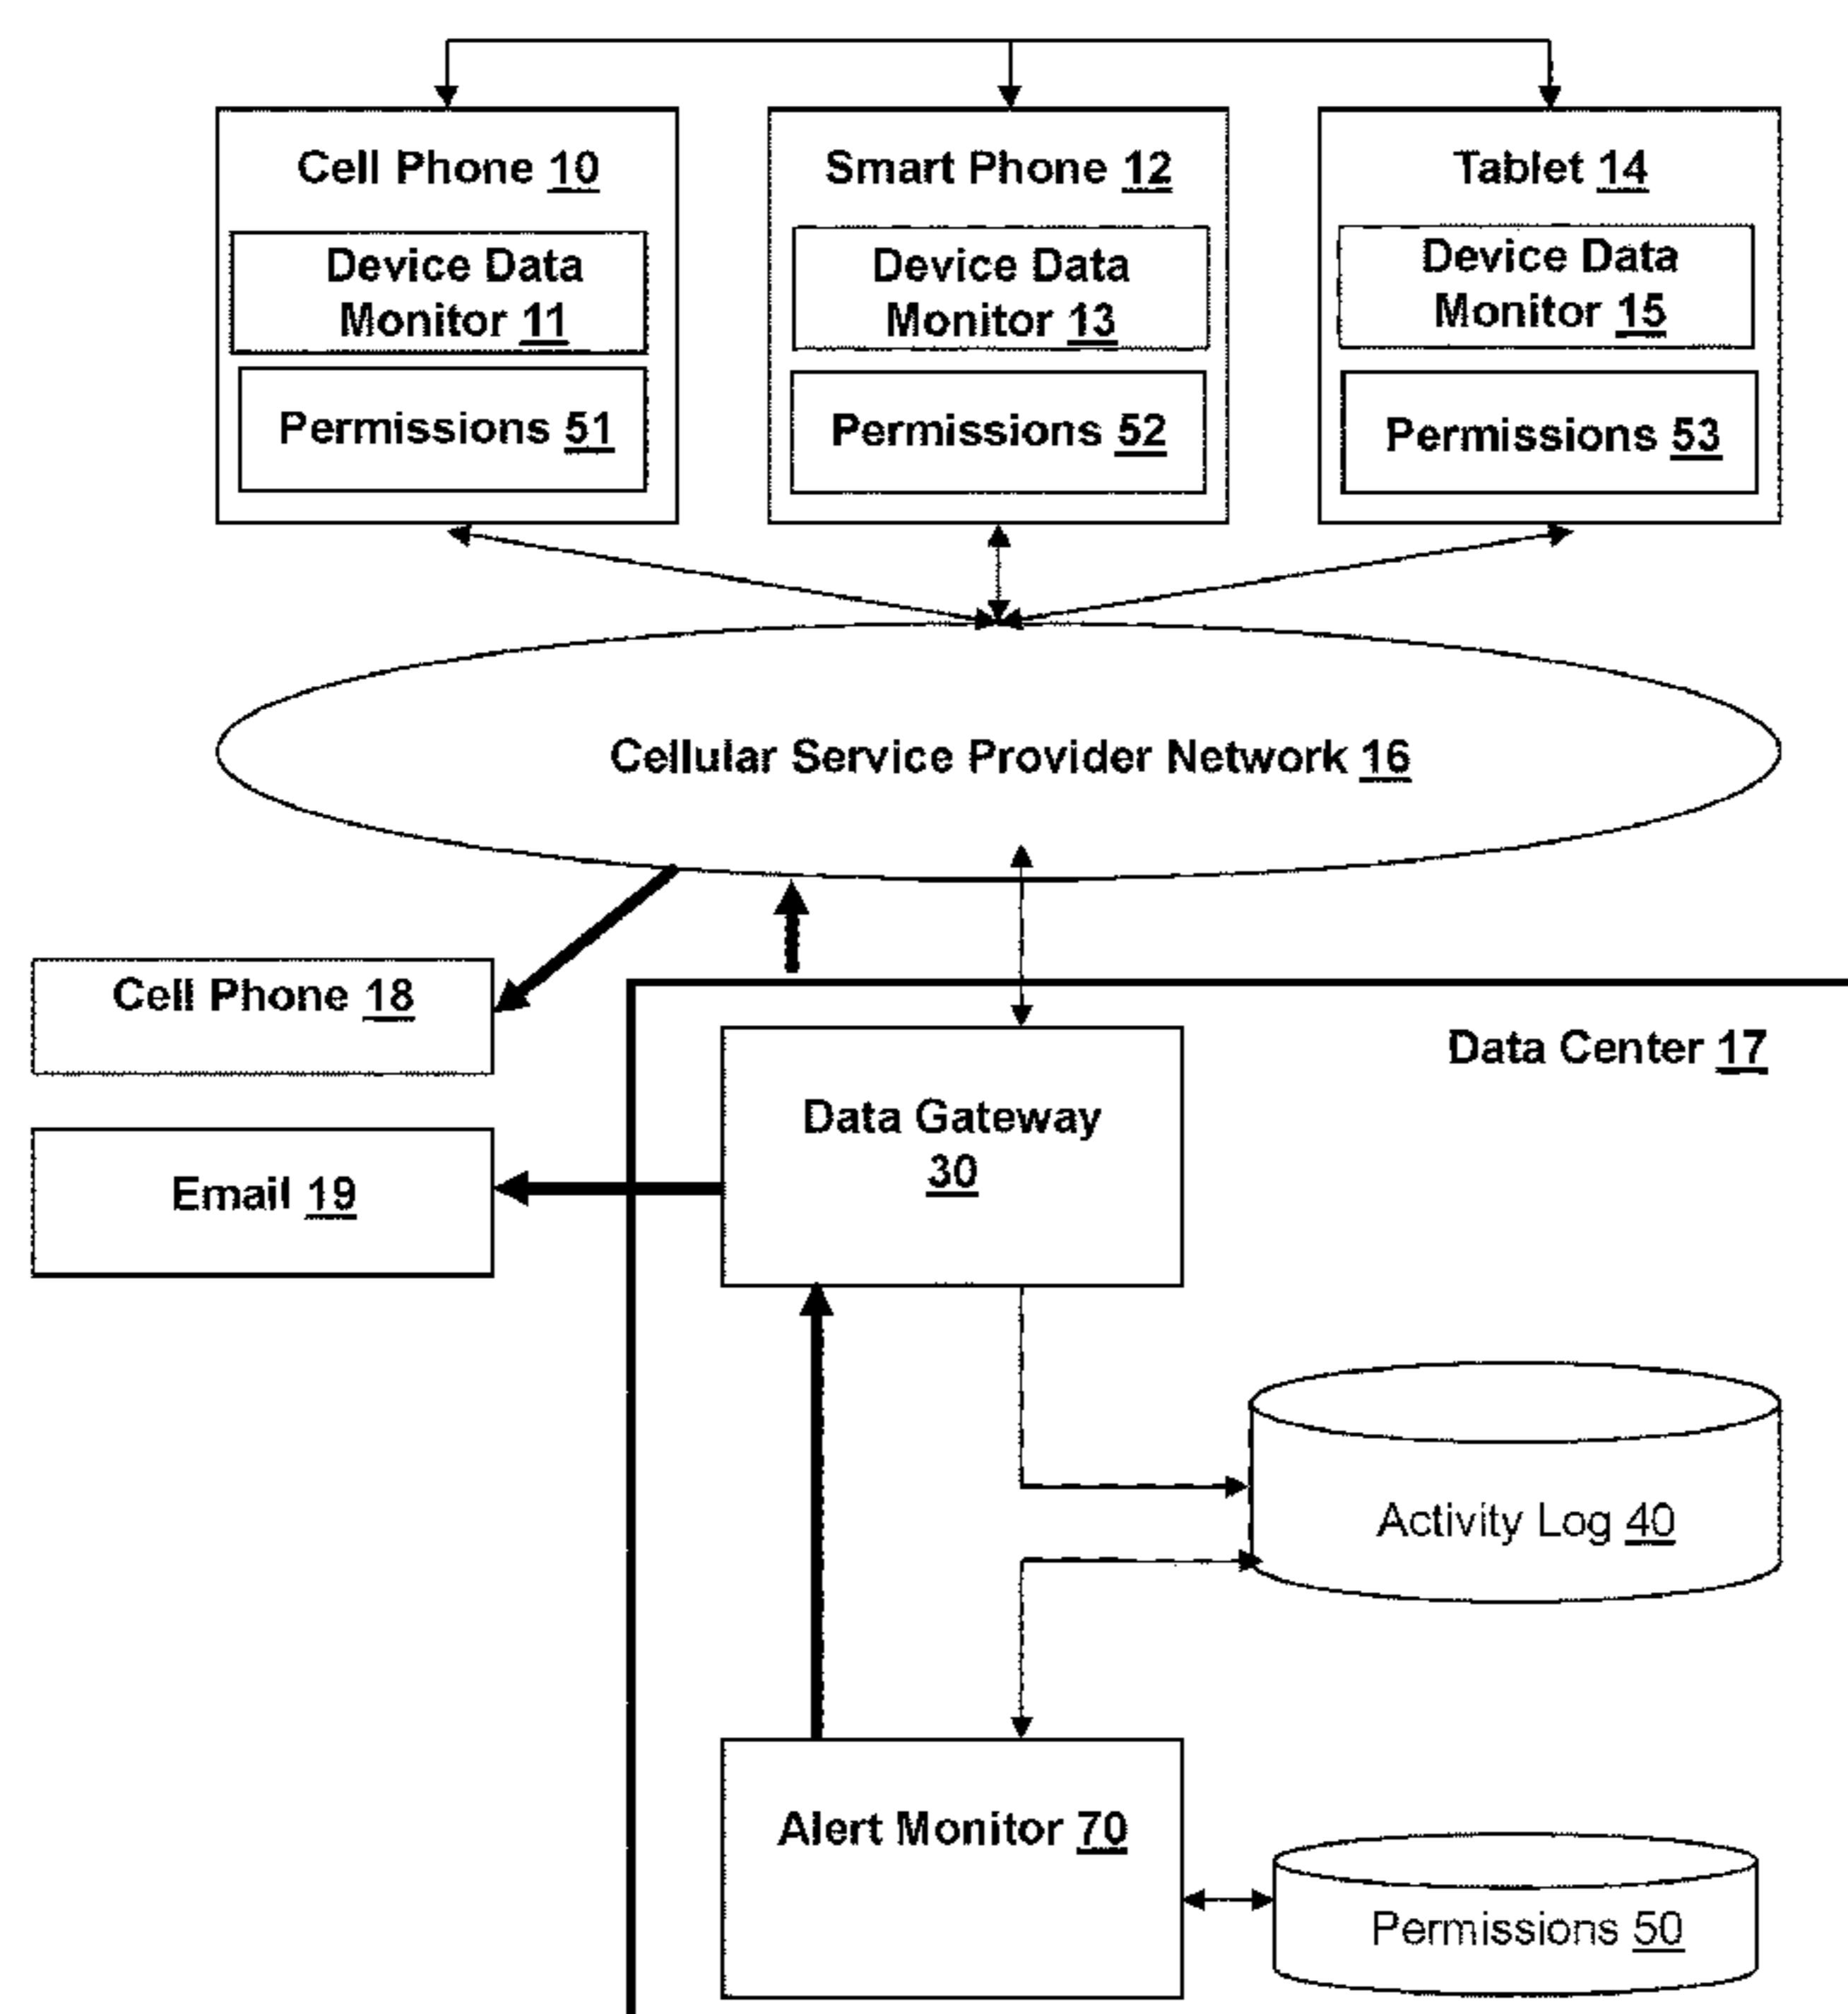 Cell Phone 10
Device Data
Monitor 11
Permissions 51
Smart Phone 12
Device Data
Monitor 13
Permissions 52
Tablet 14
Device Data
Monitor 15
Permissions 53
Cellular Service Provider Network 16
Cell Phone 18
Email 19
Data Center 17
Data Gateway
30
Activity Log 40
Alert Monitor 70
Permissions 50